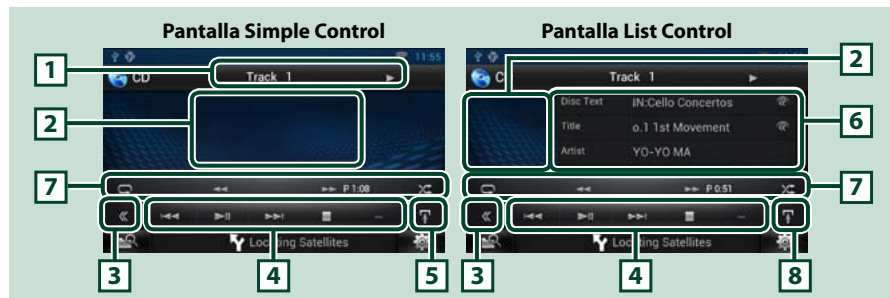 Pantalla Simple Control
Pantalla List Control
11:55
CD
Track 1
1
2
7
P 1:08
Locating Satellites
3
4
5
C
Track 1
2
Disc Text IN:Cello Concertos
Title o.1 1st Movement
Artist YO-YO MA
6
P 0:51
7
Locating Satellites
3
4
8